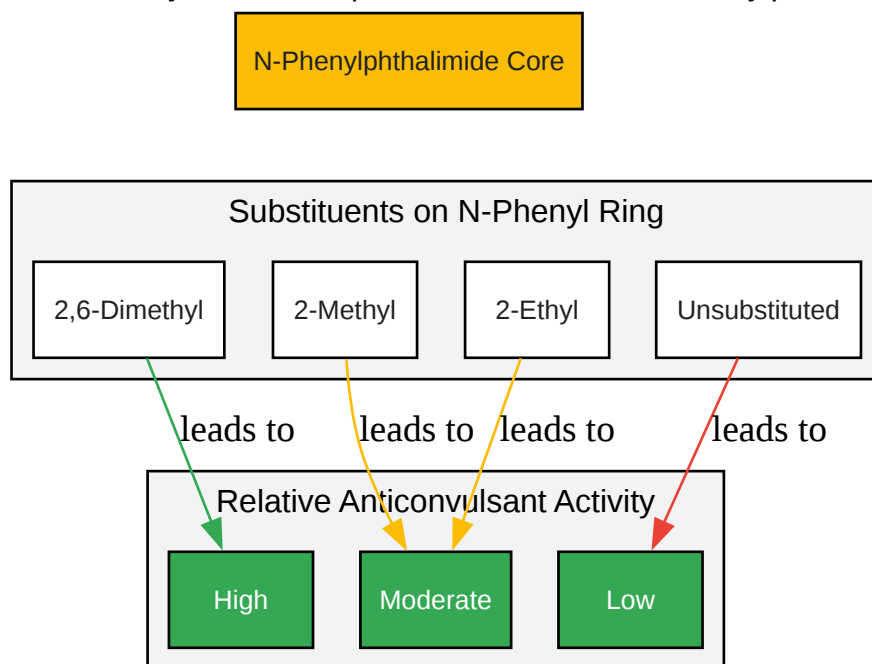 N-Phenylphthalimide Core
Substituents on N-Phenyl Ring
2,6-Dimethyl 2-Methyl 2-Ethyl Unsubstituted
leads to leads to leads to leads to
Relative Anticonvulsant Activity
High Moderate Low